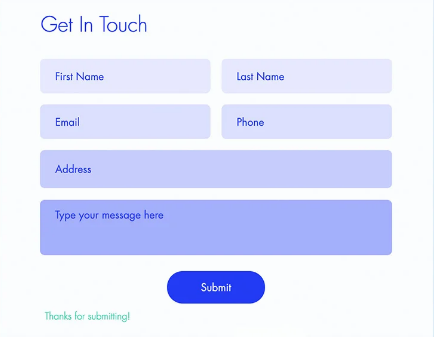 Get In Touch
First Name
Last Name
Email
Phone
Address
Type your message here
Submit
Thanks for submitting!